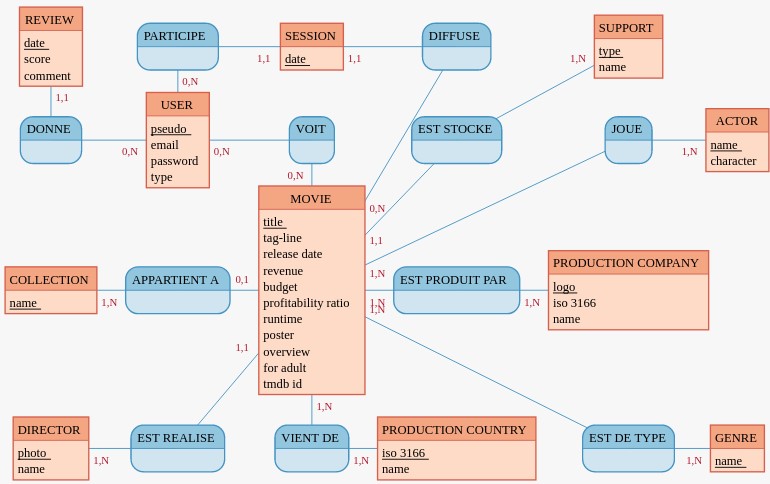 REVIEW
date
score
comment
1,1
PARTICIPE
0,N
1,1
SESSION
date
1,1
DIFFUSE
SUPPORT
type
name
1,N
DONNE
0,N
USER
pseudo
email
password
type
0,N
VOIT
0,N
EST STOCKE
JOUE
1,N
ACTOR
name
character
MOVIE
title
tag-line
release date
revenue
budget
profitability ratio
runtime
poster
overview
for adult
tmdb id
0,N
1,1
1,N
1,N
1,N
COLLECTION
name
1,N
APPARTIENT A
0,1
EST PRODUIT PAR
1,N
PRODUCTION COMPANY
logo
iso 3166
name
1,1
1,N
DIRECTOR
photo
name
1,N
EST REALISE
VIENT DE
1,N
PRODUCTION COUNTRY
iso 3166
name
EST DE TYPE
1,N
GENRE
name